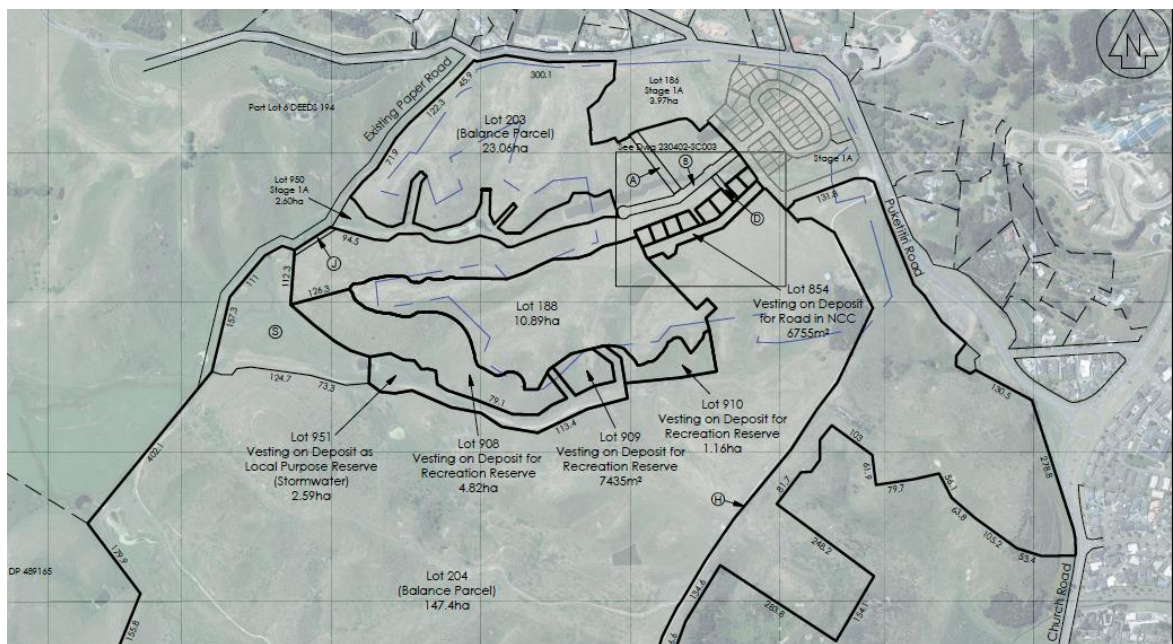 N
300.1
45.9
122.3
71.9
Existing Paper Road
Part Lot 6 DEEDS 194
Lot 186
Stage 1A
3.97ha
Lot 203
(Balance Parcel)
23.06ha
See Dwg 230402-SC003
Stage 1A
A
B
D
Lot 950
Stage 1A
2.60ha
131.8
Puketitiri Road
94.5
J
111
112.3
126.3
157.3
S
Lot 188
10.89ha
Lot 854
Vesting on Deposit
for Road in NCC
6755m²
124.7
73.3
79.1
113.4
130.5
Lot 951
Vesting on Deposit as
Local Purpose Reserve
(Stormwater)
2.59ha
Lot 908
Vesting on Deposit for
Recreation Reserve
4.82ha
Lot 909
Vesting on Deposit for
Recreation Reserve
7435m²
Lot 910
Vesting on Deposit for
Recreation Reserve
1.16ha
402.1
103
61.9
79.7
56.1
63.8
105.2
53.4
278.8
81.7
H
248.2
154.1
283.8
134.6
179.9
155.8
DP 489165
Lot 204
(Balance Parcel)
147.4ha
Church Road